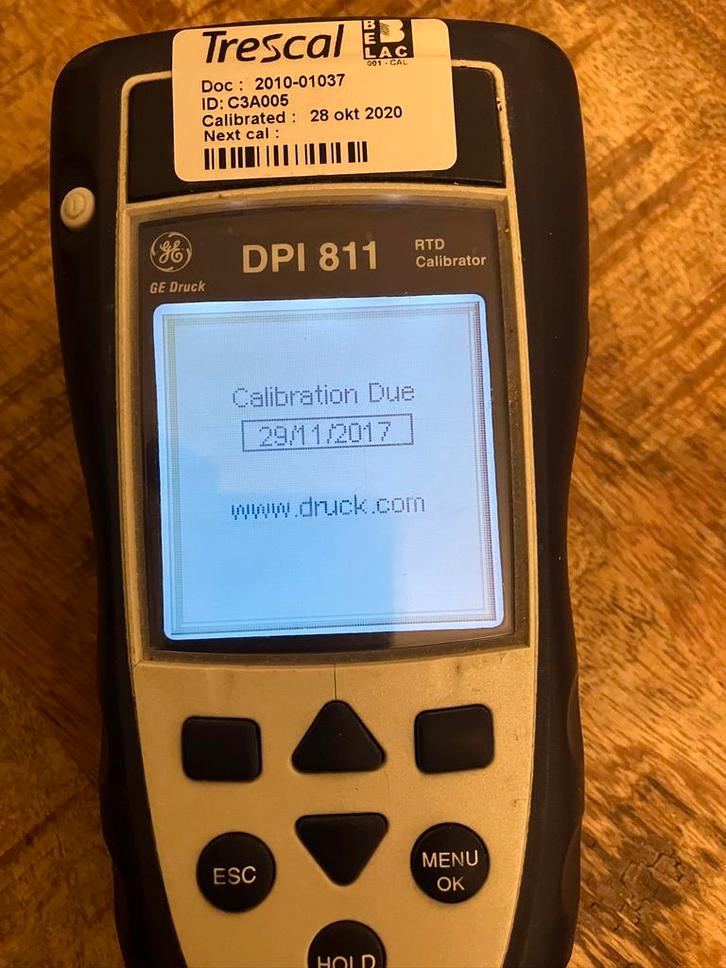 Trescal
BELAC
001 - CAL
Doc : 2010-01037
ID: C3A005
Calibrated : 28 okt 2020
Next cal :
GE
GE Druck
DPI 811
RTD
Calibrator
Calibration Due
29/11/2017
www.druck.com
ESC
MENU
OK
HOLD